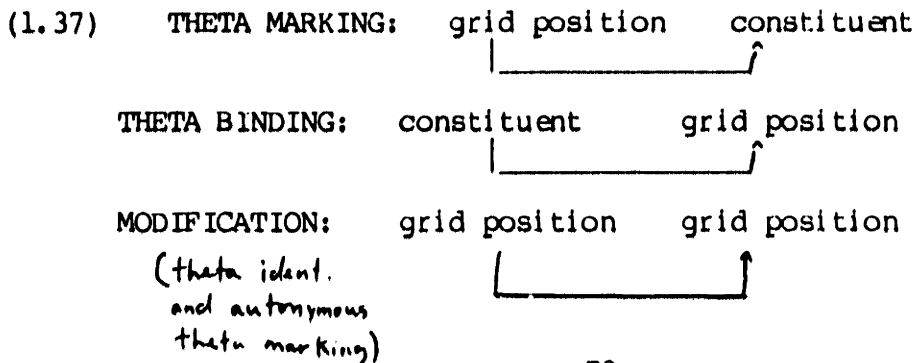 (1.37) THETA MARKING: grid position constituent
THETA BINDING: constituent grid position
MODIFICATION: grid position grid position
(theta ident.
and autonymous
theta marking)